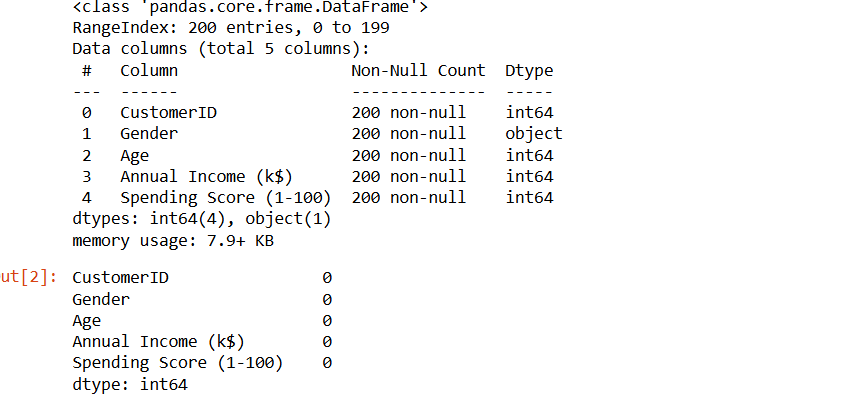 <class 'pandas.core.frame.DataFrame'>
RangeIndex: 200 entries, 0 to 199
Data columns (total 5 columns):
 #   Column                  Non-Null Count  Dtype
---  ------                  --------------  -----
 0   CustomerID              200 non-null    int64
 1   Gender                  200 non-null    object
 2   Age                     200 non-null    int64
 3   Annual Income (k$)      200 non-null    int64
 4   Spending Score (1-100)  200 non-null    int64
dtypes: int64(4), object(1)
memory usage: 7.9+ KB
ut[2]: CustomerID                0
Gender                    0
Age                       0
Annual Income (k$)        0
Spending Score (1-100)    0
dtype: int64